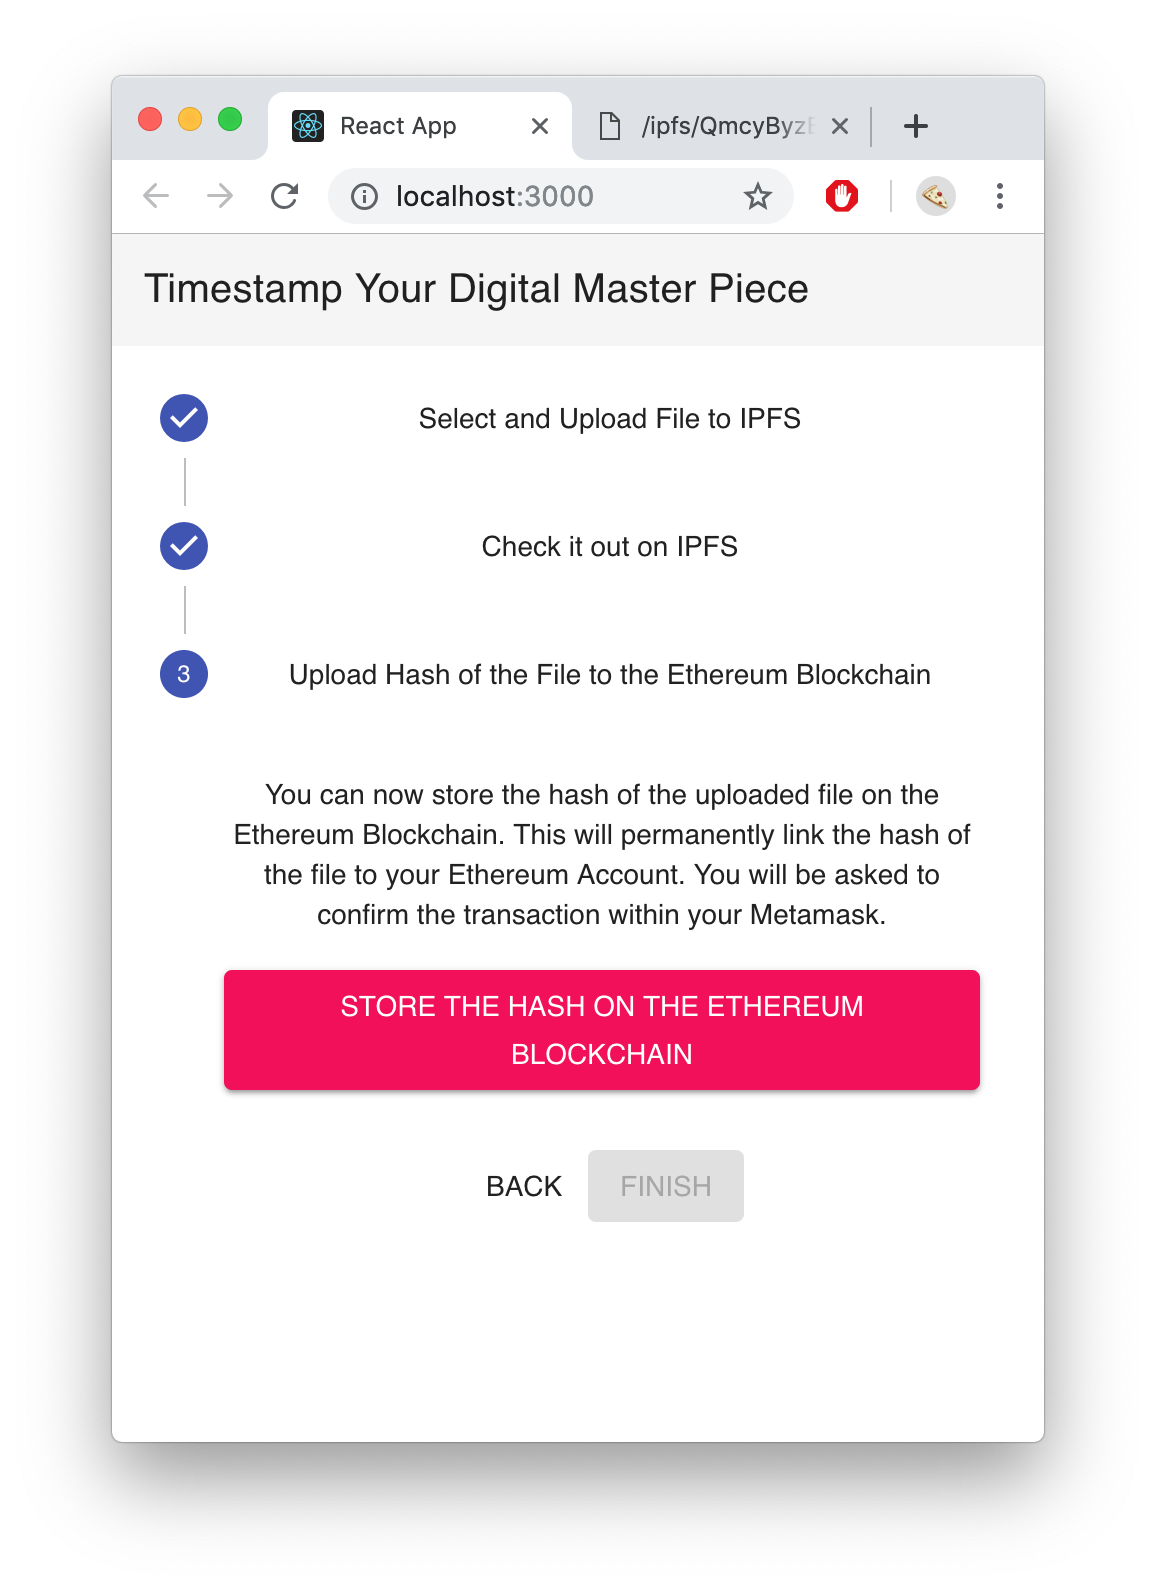 React App
/ipfs/QmcyByz
localhost:3000
Timestamp Your Digital Master Piece
Select and Upload File to IPFS
Check it out on IPFS
3
Upload Hash of the File to the Ethereum Blockchain
You can now store the hash of the uploaded file on the
Ethereum Blockchain. This will permanently link the hash of
the file to your Ethereum Account. You will be asked to
confirm the transaction within your Metamask.
STORE THE HASH ON THE ETHEREUM
BLOCKCHAIN
BACK
FINISH